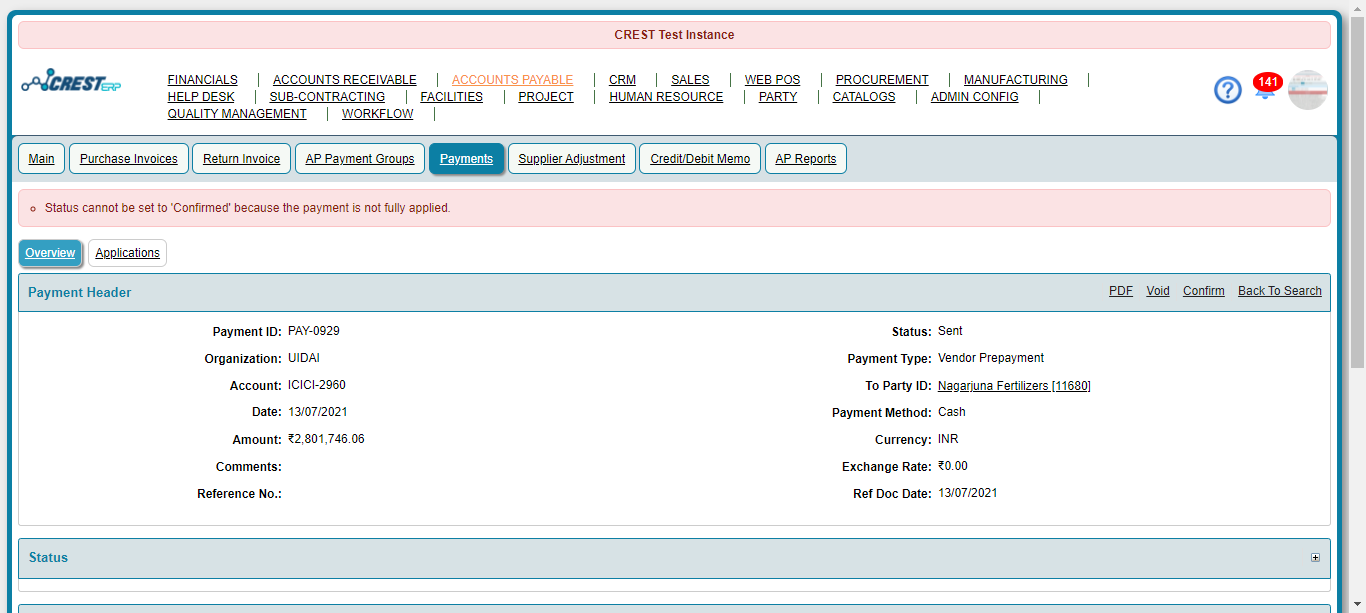 CREST Test Instance
CREST ERP
FINANCIALS | ACCOUNTS RECEIVABLE | ACCOUNTS PAYABLE | CRM | SALES | WEB POS | PROCUREMENT | MANUFACTURING |
HELP DESK | SUB-CONTRACTING | FACILITIES | PROJECT | HUMAN RESOURCE | PARTY | CATALOGS | ADMIN CONFIG |
QUALITY MANAGEMENT | WORKFLOW |
? 141
Main Purchase Invoices Return Invoice AP Payment Groups Payments Supplier Adjustment Credit/Debit Memo AP Reports
Status cannot be set to 'Confirmed' because the payment is not fully applied.
Overview Applications
Payment Header PDF Void Confirm Back To Search
Payment ID: PAY-0929 Status: Sent
Organization: UIDAI Payment Type: Vendor Prepayment
Account: ICICI-2960 To Party ID: Nagarjuna Fertilizers [11680]
Date: 13/07/2021 Payment Method: Cash
Amount: ₹2,801,746.06 Currency: INR
Comments: Exchange Rate: ₹0.00
Reference No.: Ref Doc Date: 13/07/2021
Status